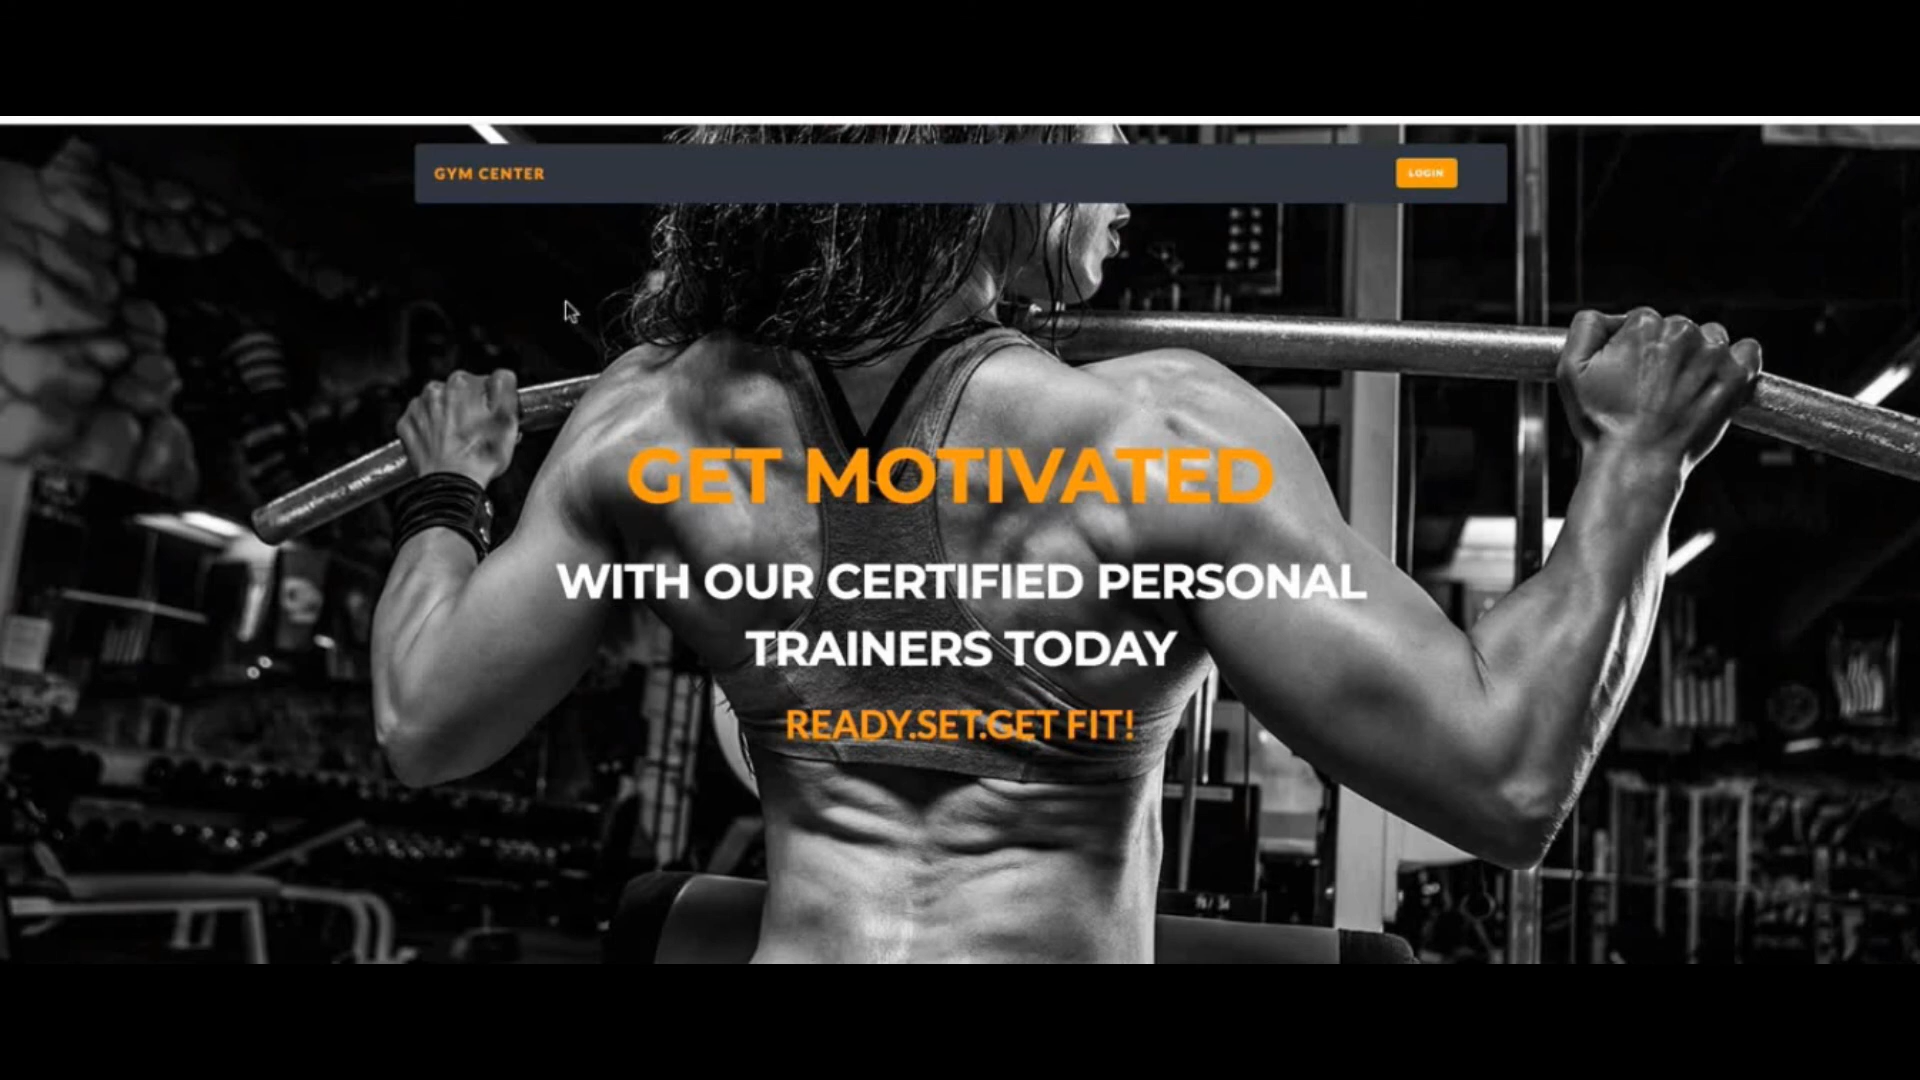 GYM CENTER
LOGIN
GET MOTIVATED
WITH OUR CERTIFIED PERSONAL
TRAINERS TODAY
READY.SET.GET FIT!